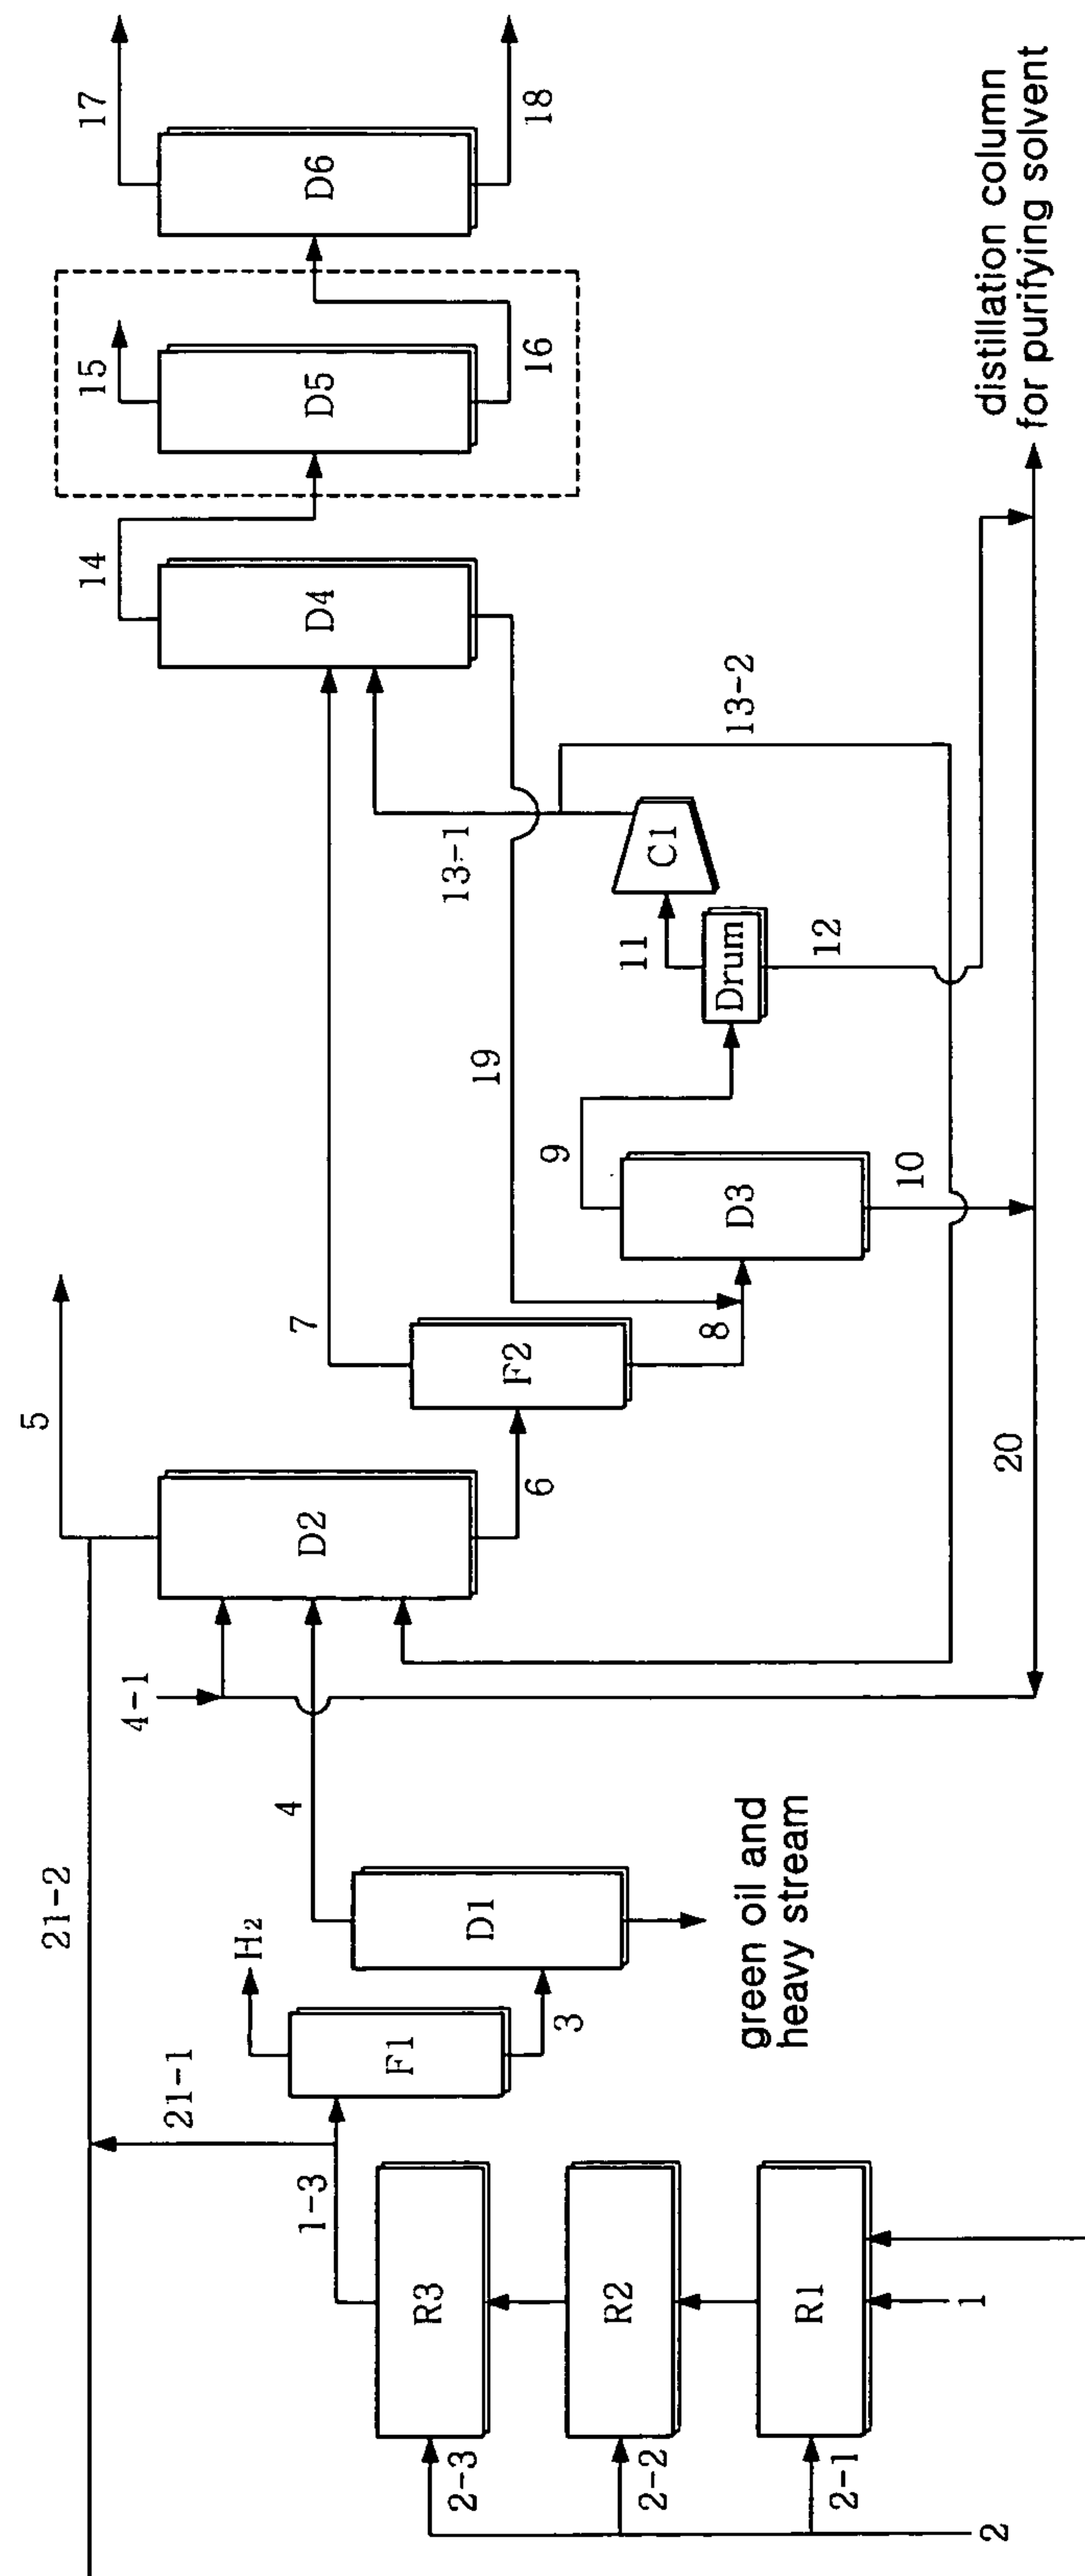 17
18
D6
15
16
D5
14
D4
13-1
13-2
C1
11
12
Drum
19
9
10
D3
7
8
F2
5
6
D2
20
4-1
4
D1
green oil and
heavy stream
distillation column
for purifying solvent
21-2
H2
F1
3
21-1
1-3
R3
R2
R1
1
2-3
2-2
2-1
2